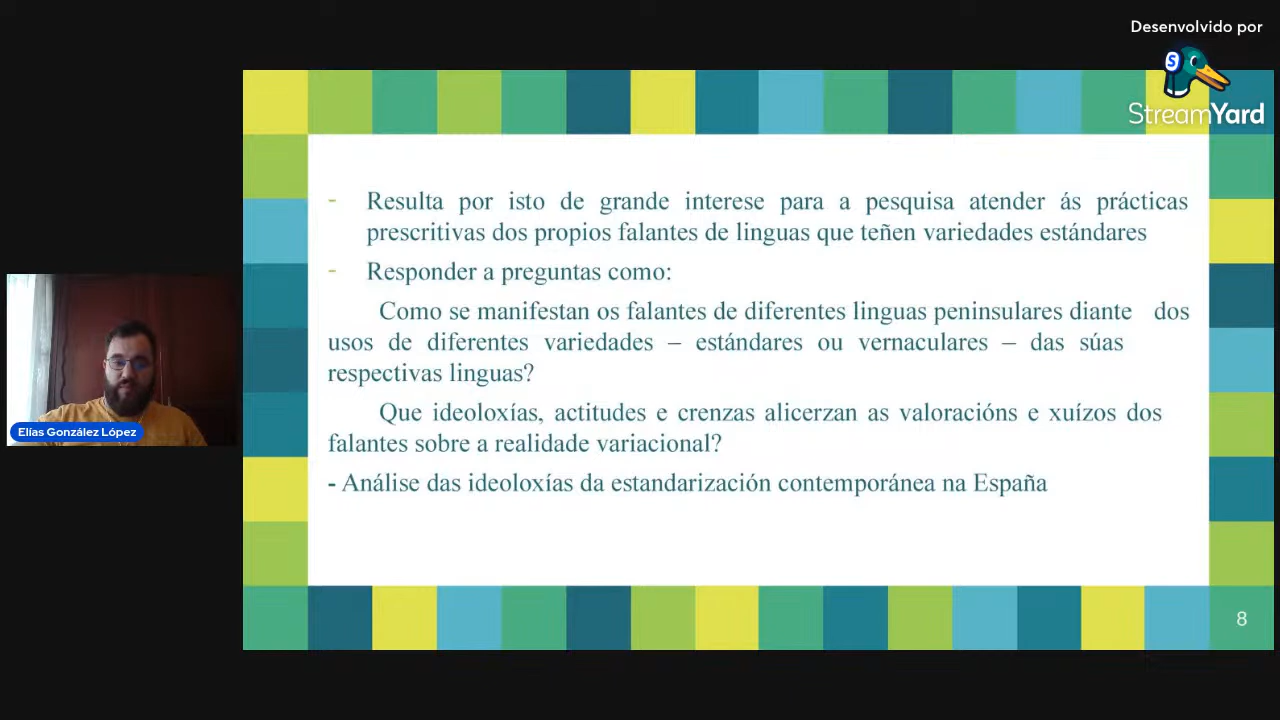 Desenvolvido por
StreamYard
- Resulta por isto de grande interese para a pesquisa atender ás prácticas
prescritivas dos propios falantes de linguas que teñen variedades estándares
- Responder a preguntas como:
Como se manifestan os falantes de diferentes linguas peninsulares diante dos
usos de diferentes variedades – estándares ou vernaculares – das súas
respectivas linguas?
Que ideoloxías, actitudes e crenzas alicerzan as valoracións e xuízos dos
falantes sobre a realidade variacional?
- Análise das ideoloxías da estandarización contemporánea na España
Elías González López
8